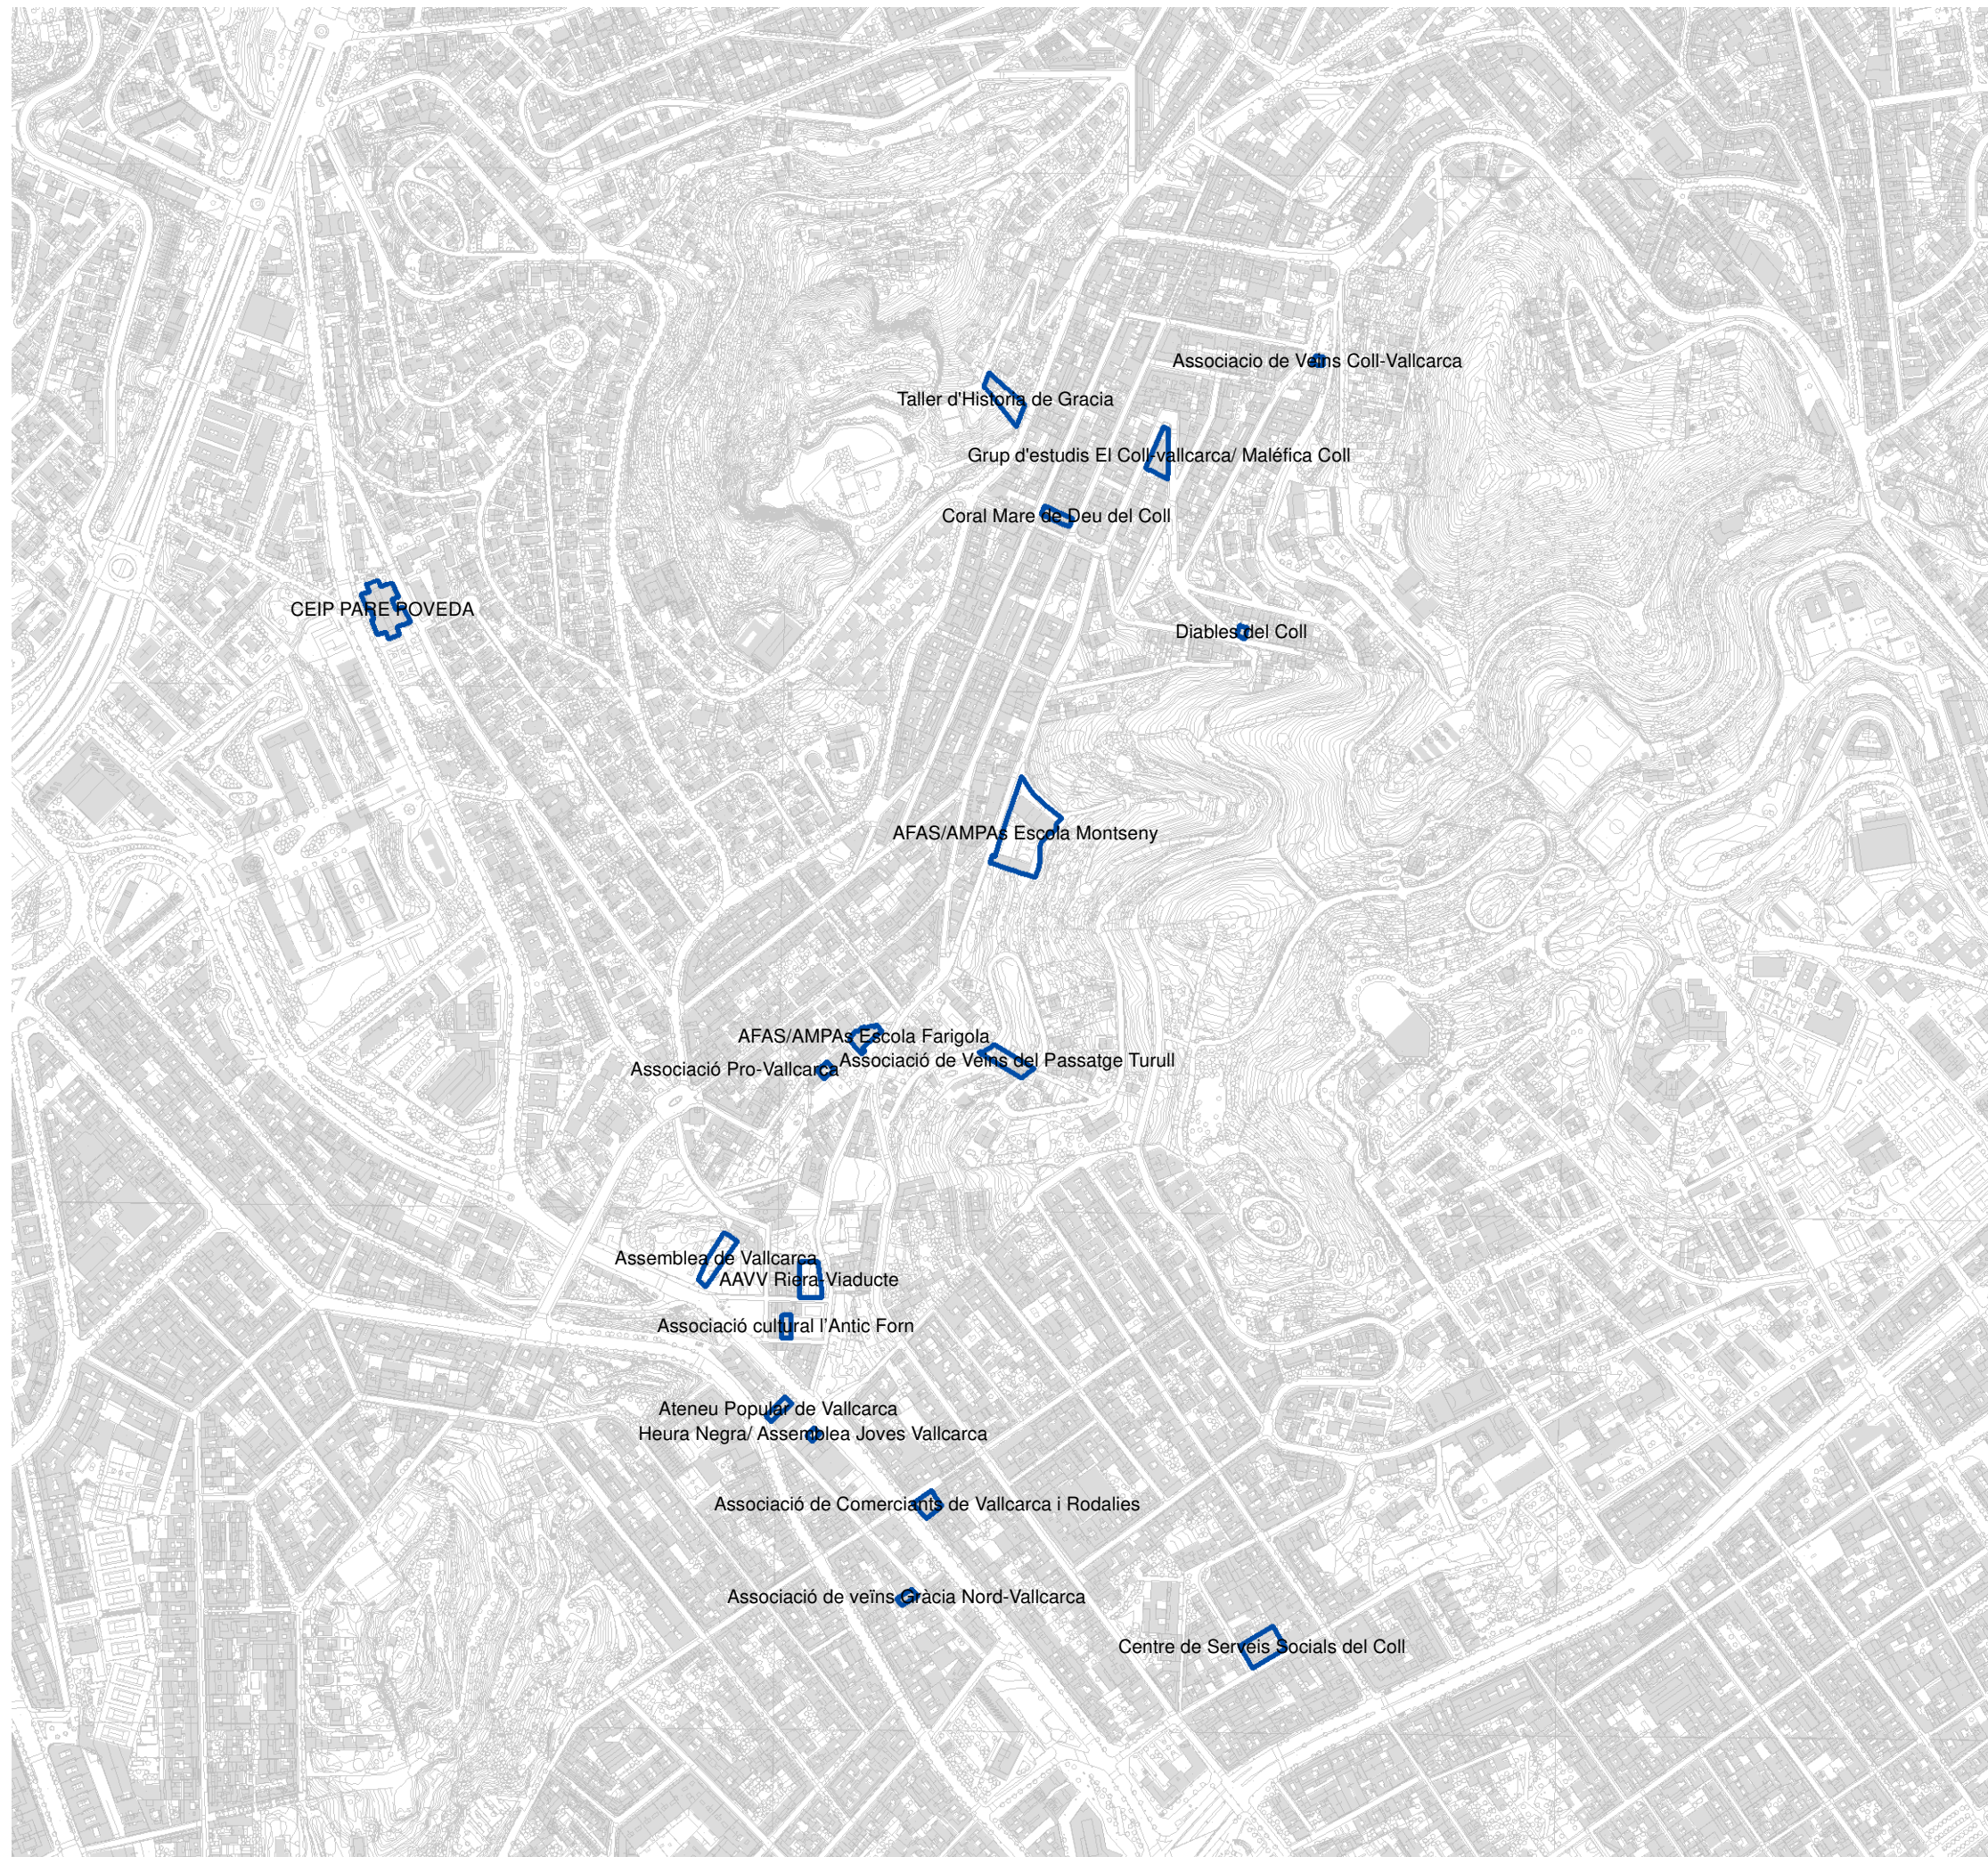 Associacio de Veïns Coll-Vallcarca
Taller d'Historia de Gracia
Grup d'estudis El Coll-vallcarca/ Maléfica Coll
Coral Mare de Deu del Coll
CEIP PARE POVEDA
Diables del Coll
AFAS/AMPAs Escola Montseny
AFAS/AMPAs Escola Farigola
Associació de Veïns del Passatge Turull
Associació Pro-Vallcarca
Assemblea de Vallcarca
AAVV Riera-Viaducte
Associació cultural l'Antic Forn
Ateneu Popular de Vallcarca
Heura Negra/ Assemblea Joves Vallcarca
Associació de Comerciants de Vallcarca i Rodalies
Associació de veïns Gràcia Nord-Vallcarca
Centre de Serveis Socials del Coll